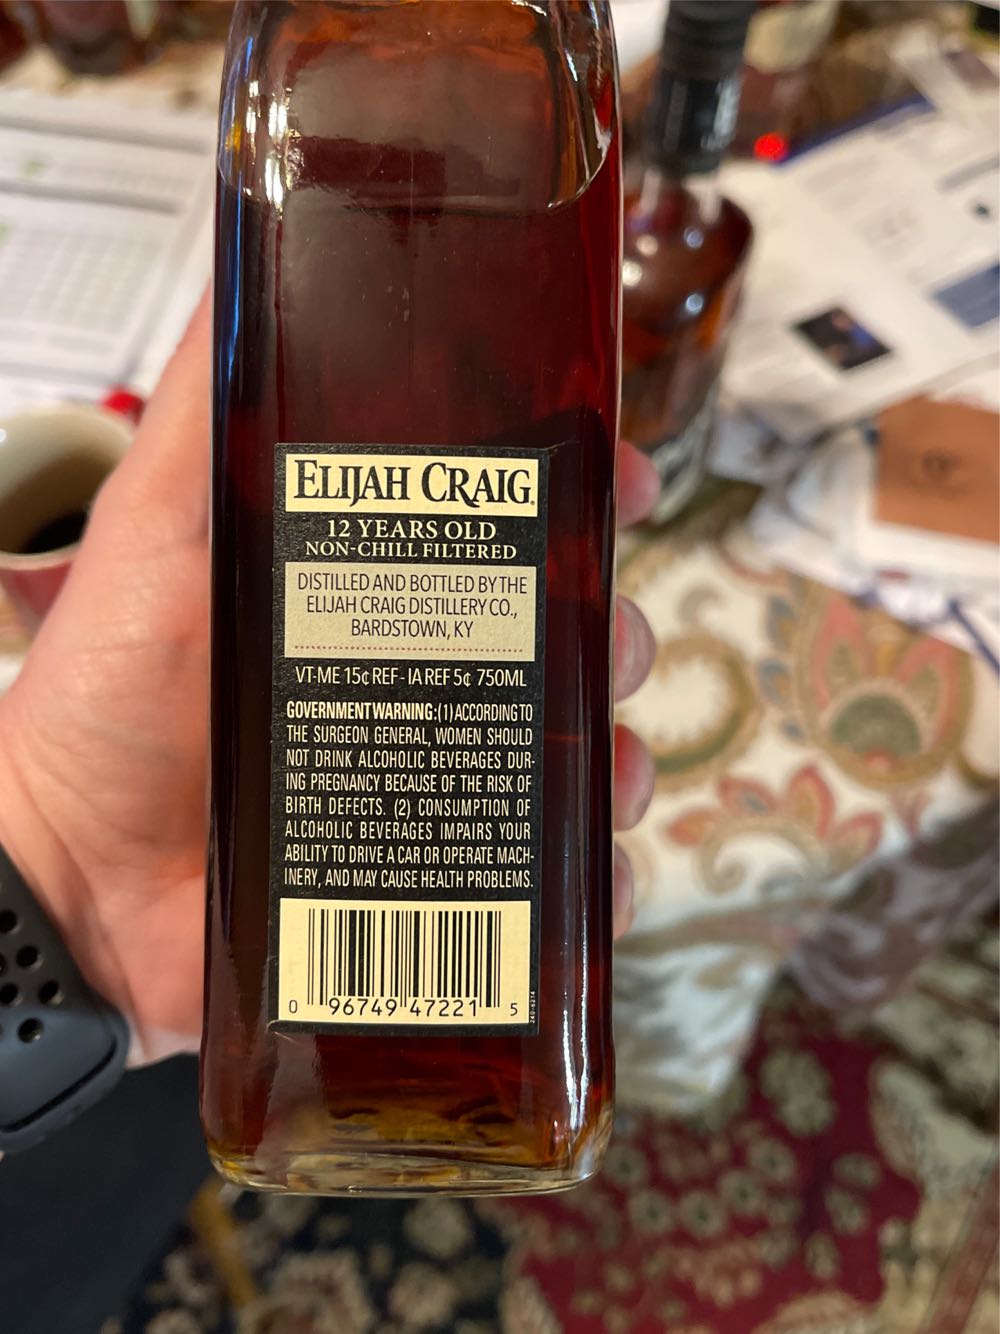 ELIJAH CRAIG®
12 YEARS OLD
NON-CHILL FILTERED
DISTILLED AND BOTTLED BY THE
ELIJAH CRAIG DISTILLERY CO.,
BARDSTOWN, KY
VT-ME 15¢ REF - IA REF 5¢ 750ML
GOVERNMENT WARNING: (1) ACCORDING TO
THE SURGEON GENERAL, WOMEN SHOULD
NOT DRINK ALCOHOLIC BEVERAGES DUR-
ING PREGNANCY BECAUSE OF THE RISK OF
BIRTH DEFECTS. (2) CONSUMPTION OF
ALCOHOLIC BEVERAGES IMPAIRS YOUR
ABILITY TO DRIVE A CAR OR OPERATE MACH-
INERY, AND MAY CAUSE HEALTH PROBLEMS.
0 96749 47221 5